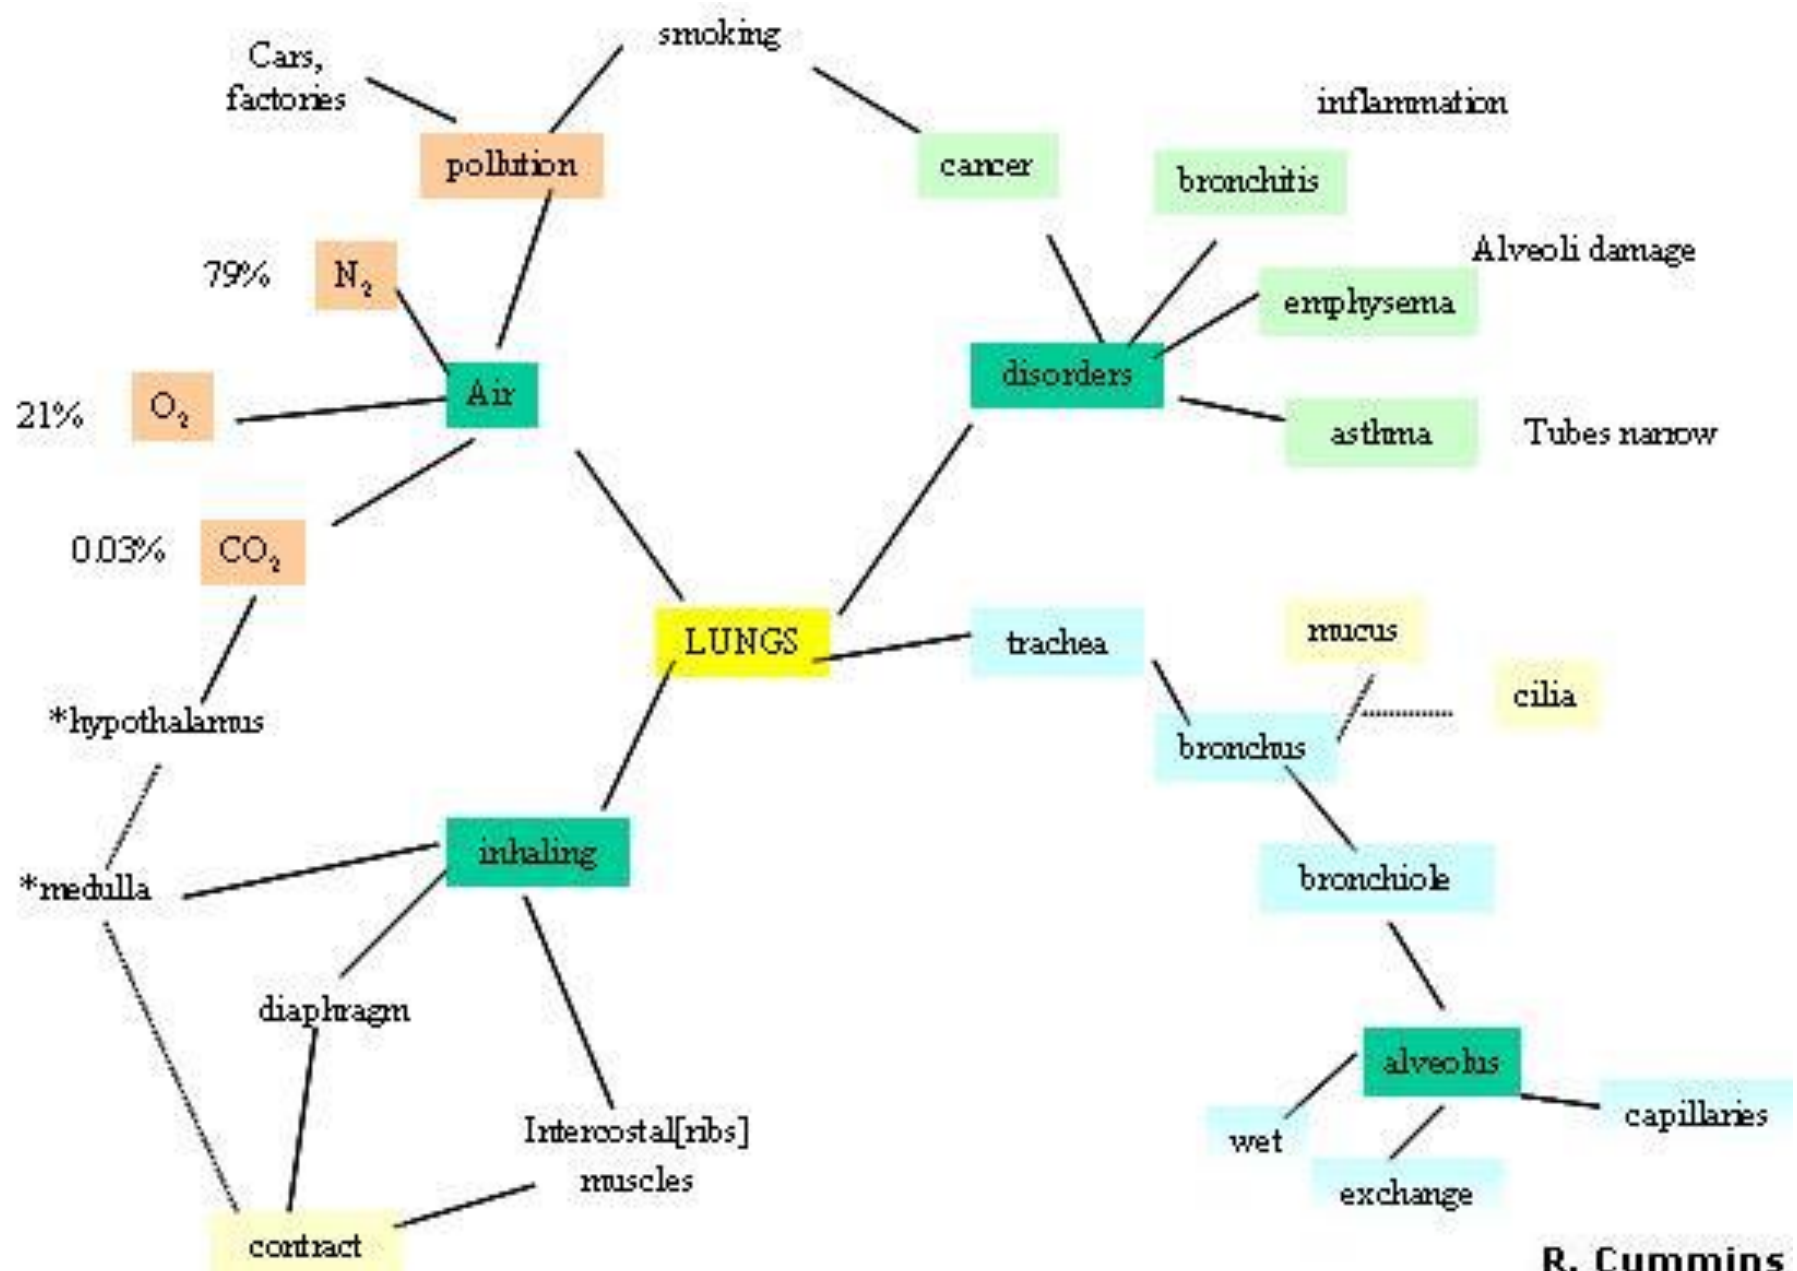 smoking
Cars,
factories
inflammation
pollution
cancer
bronchitis
79%
N₂
Alveoli damage
emphysema
Air
disorders
21%
O₂
asthma
Tubes narrow
0.03%
CO₂
LUNGS
trachea
mucus
cilia
*hypothalamus
bronchus
inhaling
bronchiole
*medulla
diaphragm
alveolus
Intercostal[ribs]
muscles
wet
capillaries
exchange
contract
R. Cummins